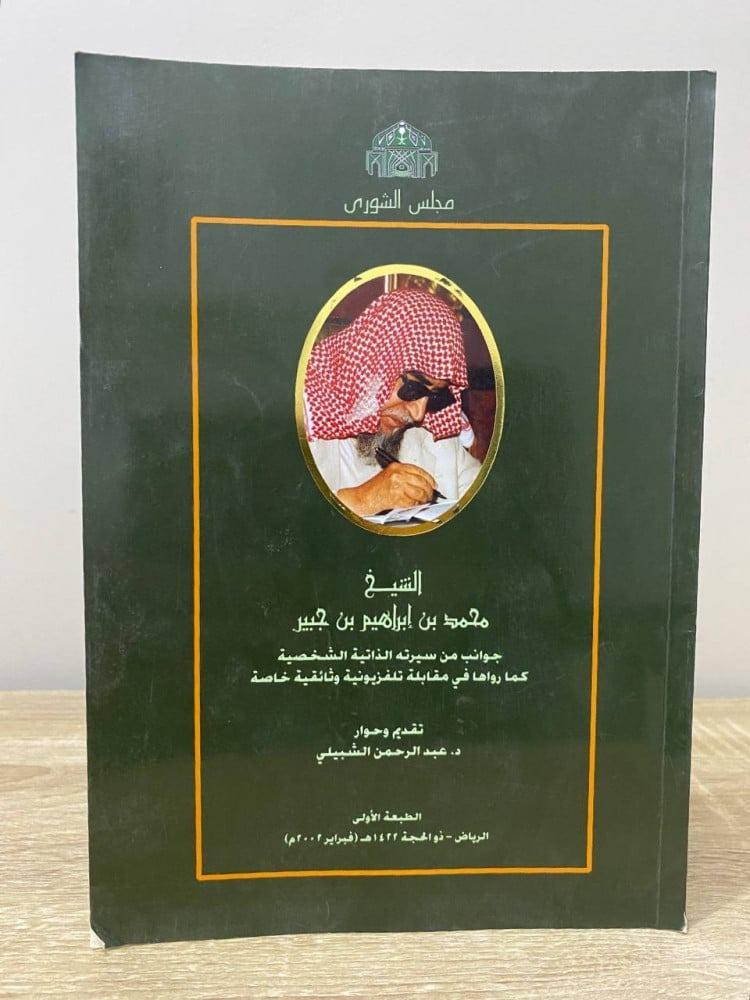 مجلس الشورى
الشيخ
محمد بن إبراهيم بن جبير
جوانب من سيرته الذاتية الشخصية
كما رواها في مقابلة تلفزيونية وثائقية خاصة
تقديم وحوار
د. عبد الرحمن الشبيلي
الطبعة الأولى
الرياض - ذو الحجة ١٤٢٢هـ (فبراير ٢٠٠٢م)